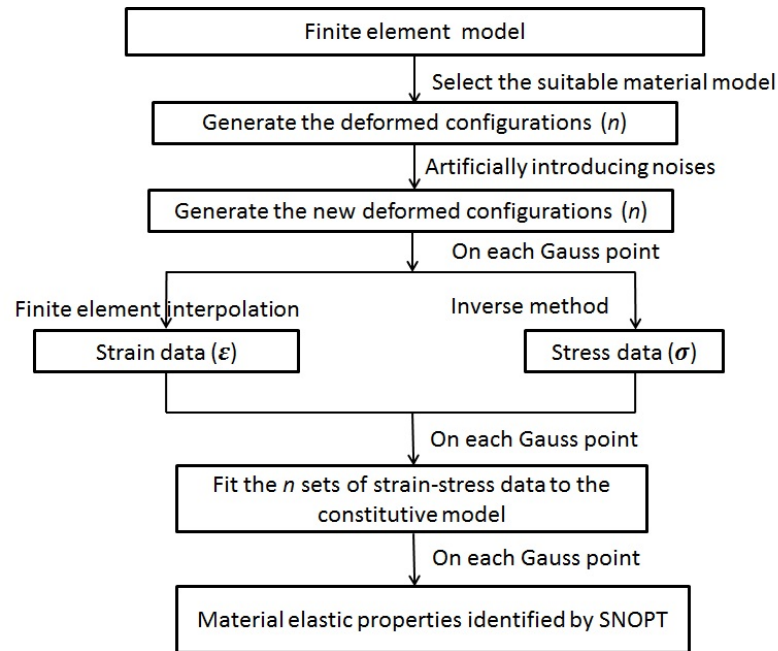 Finite element model
Select the suitable material model
Generate the deformed configurations (n)
Artificially introducing noises
Generate the new deformed configurations (n)
On each Gauss point
Finite element interpolation
Inverse method
Strain data (ε)
Stress data (σ)
On each Gauss point
Fit the n sets of strain-stress data to the
constitutive model
On each Gauss point
Material elastic properties identified by SNOPT